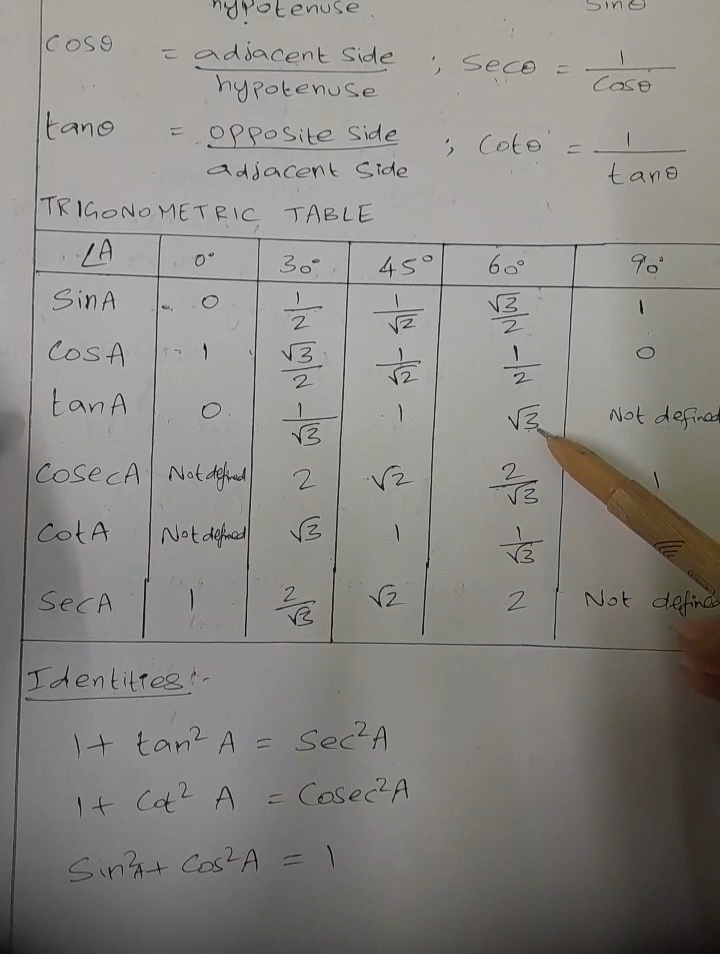 hypotenuse sinθ
cosθ = adjacent side / hypotenuse ; secθ = 1 / cosθ
tanθ = opposite side / adjacent side ; cotθ = 1 / tanθ
TRIGONOMETRIC TABLE
∠A 0° 30° 45° 60° 90°
SinA 0 1/2 1/√2 √3/2 1
CosA 1 √3/2 1/√2 1/2 0
tanA 0 1/√3 1 √3 Not defined
CosecA Not defined 2 √2 2/√3 1
CotA Not defined √3 1 1/√3
SecA 1 2/√3 √2 2 Not defined
Identities:-
1 + tan²A = Sec²A
1 + Cot²A = Cosec²A
Sin²A + Cos²A = 1